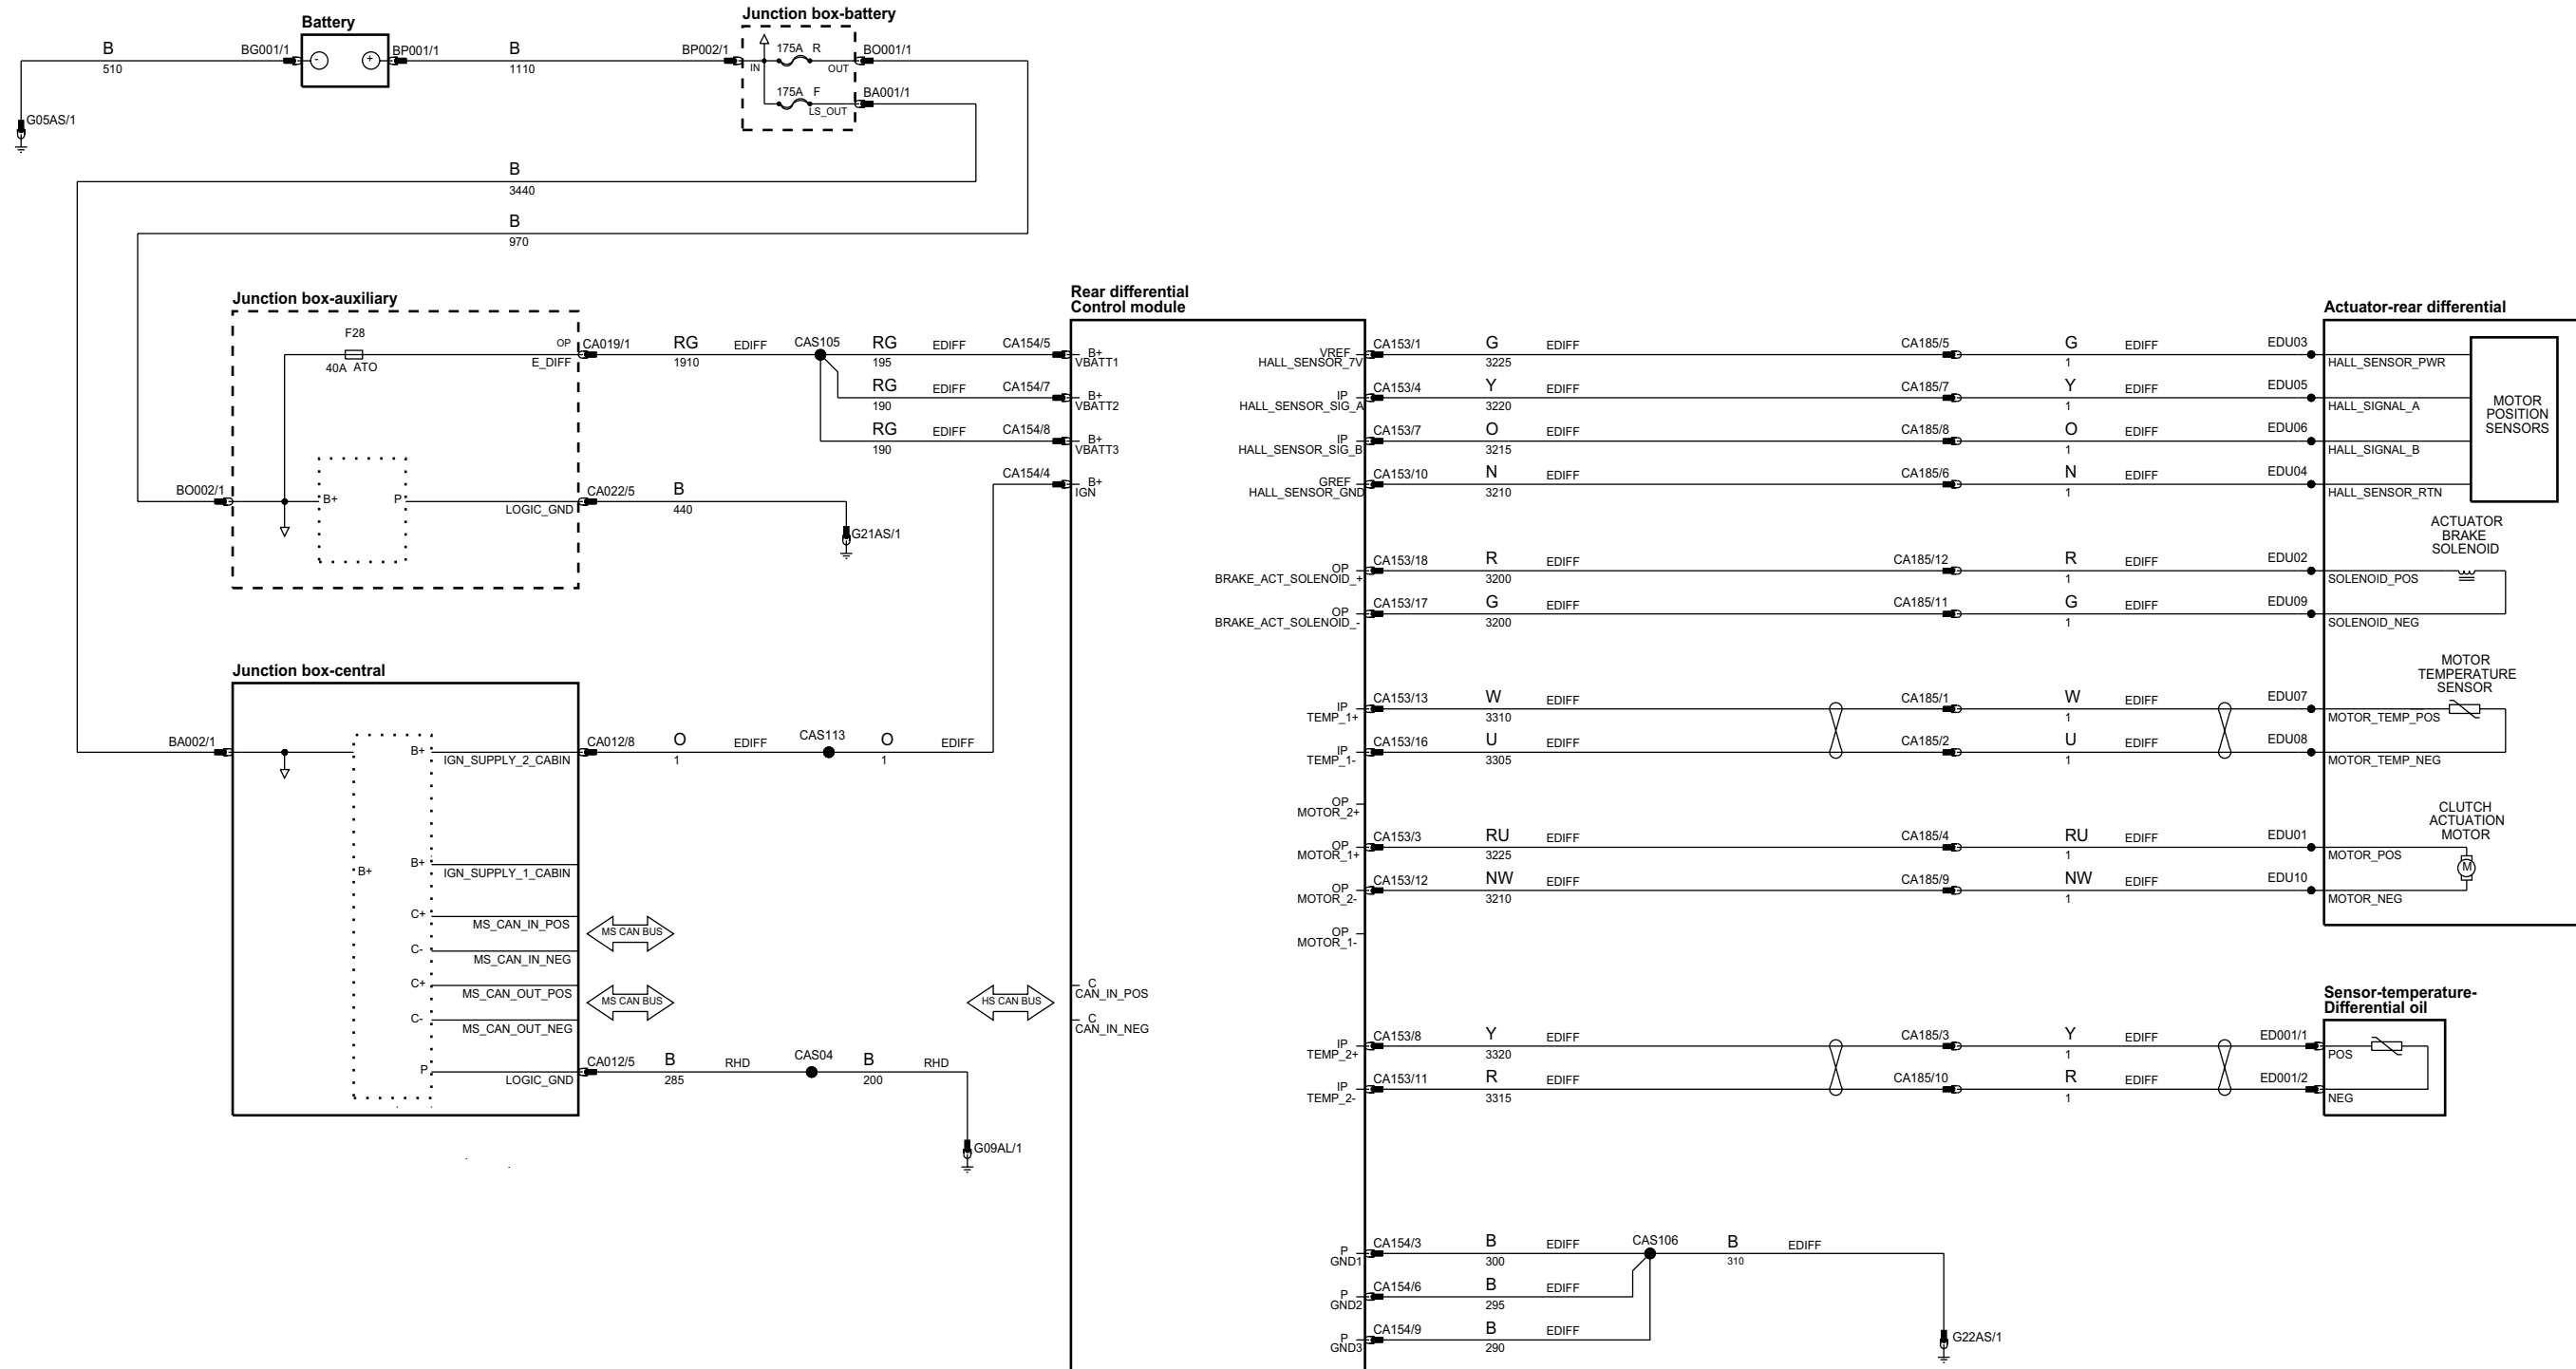 Battery
Junction box-battery
B
510
BG001/1
-
+
BP001/1
B
1110
BP002/1
IN
175A R
OUT
BO001/1
175A F
LS_OUT
BA001/1
G05AS/1
B
3440
B
970
Junction box-auxiliary
F28
40A ATO
OP
E_DIFF
CA019/1
RG
1910
EDIFF
CAS105
RG
195
EDIFF
CA154/5
RG
190
EDIFF
CA154/7
RG
190
EDIFF
CA154/8
CA154/4
BO002/1
B+
P
LOGIC_GND
CA022/5
B
440
G21AS/1
Junction box-central
BA002/1
B+
B+
IGN_SUPPLY_2_CABIN
CA012/8
O
1
EDIFF
CAS113
O
1
EDIFF
B+
IGN_SUPPLY_1_CABIN
C+
MS_CAN_IN_POS
C-
MS_CAN_IN_NEG
MS CAN BUS
C+
MS_CAN_OUT_POS
C-
MS_CAN_OUT_NEG
MS CAN BUS
P
LOGIC_GND
CA012/5
B
285
RHD
CAS04
B
200
RHD
G09AL/1
Rear differential
Control module
B+
VBATT1
B+
VBATT2
B+
VBATT3
B+
IGN
HS CAN BUS
C
CAN_IN_POS
C
CAN_IN_NEG
VREF
HALL_SENSOR_7V
CA153/1
G
3225
EDIFF
CA185/5
G
1
EDIFF
EDU03
IP
HALL_SENSOR_SIG_A
CA153/4
Y
3220
EDIFF
CA185/7
Y
1
EDIFF
EDU05
IP
HALL_SENSOR_SIG_B
CA153/7
O
3215
EDIFF
CA185/8
O
1
EDIFF
EDU06
GREF
HALL_SENSOR_GND
CA153/10
N
3210
EDIFF
CA185/6
N
1
EDIFF
EDU04
OP
BRAKE_ACT_SOLENOID_+
CA153/18
R
3200
EDIFF
CA185/12
R
1
EDIFF
EDU02
OP
BRAKE_ACT_SOLENOID_-
CA153/17
G
3200
EDIFF
CA185/11
G
1
EDIFF
EDU09
IP
TEMP_1+
CA153/13
W
3310
EDIFF
CA185/1
W
1
EDIFF
EDU07
IP
TEMP_1-
CA153/16
U
3305
EDIFF
CA185/2
U
1
EDIFF
EDU08
OP
MOTOR_2+
OP
MOTOR_1+
CA153/3
RU
3225
EDIFF
CA185/4
RU
1
EDIFF
EDU01
OP
MOTOR_2-
CA153/12
NW
3210
EDIFF
CA185/9
NW
1
EDIFF
EDU10
OP
MOTOR_1-
IP
TEMP_2+
CA153/8
Y
3320
EDIFF
CA185/3
Y
1
EDIFF
ED001/1
IP
TEMP_2-
CA153/11
R
3315
EDIFF
CA185/10
R
1
EDIFF
ED001/2
P
GND1
CA154/3
B
300
EDIFF
CAS106
B
310
EDIFF
P
GND2
CA154/6
B
295
EDIFF
P
GND3
CA154/9
B
290
EDIFF
G22AS/1
Actuator-rear differential
HALL_SENSOR_PWR
HALL_SIGNAL_A
HALL_SIGNAL_B
HALL_SENSOR_RTN
MOTOR
POSITION
SENSORS
ACTUATOR
BRAKE
SOLENOID
SOLENOID_POS
SOLENOID_NEG
MOTOR
TEMPERATURE
SENSOR
MOTOR_TEMP_POS
MOTOR_TEMP_NEG
CLUTCH
ACTUATION
MOTOR
MOTOR_POS
M
MOTOR_NEG
Sensor-temperature-
Differential oil
POS
NEG